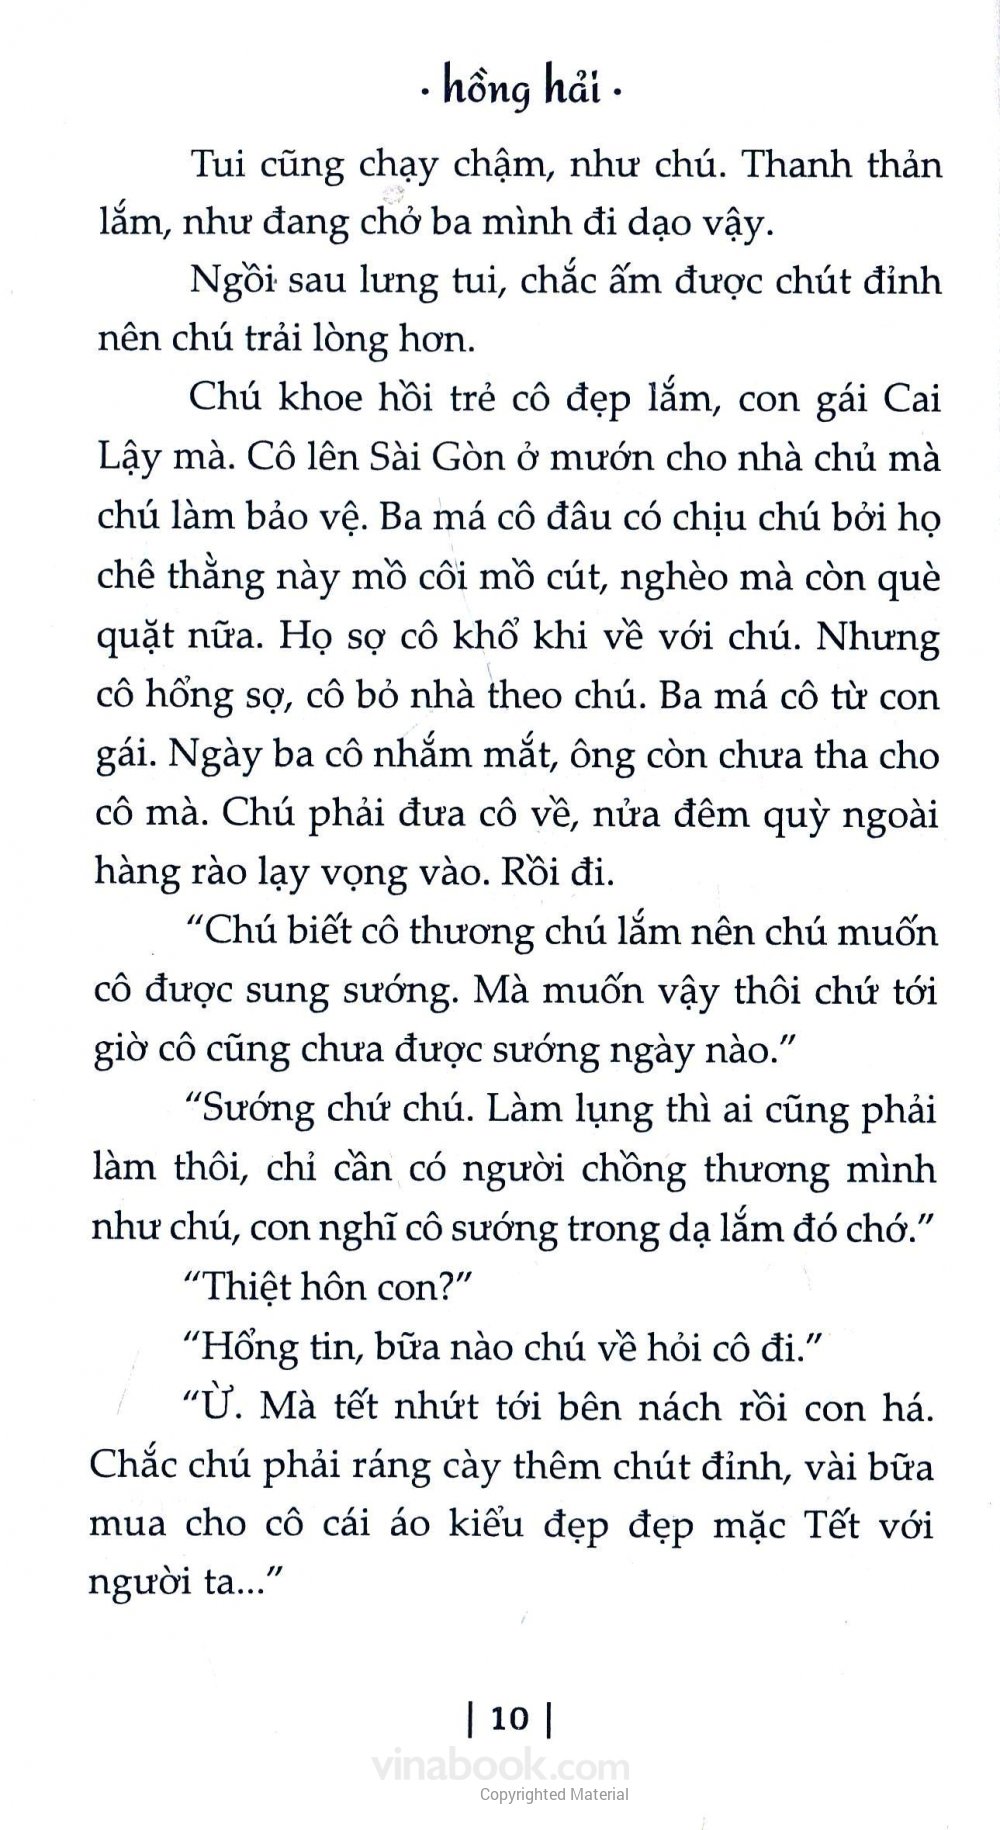 · hồng hải ·
Tui cũng chạy chậm, như chú. Thanh thản
lắm, như đang chở ba mình đi dạo vậy.
Ngồi sau lưng tui, chắc ấm được chút đỉnh
nên chú trải lòng hơn.
Chú khoe hồi trẻ cô đẹp lắm, con gái Cai
Lậy mà. Cô lên Sài Gòn ở mướn cho nhà chủ mà
chú làm bảo vệ. Ba má cô đâu có chịu chú bởi họ
chê thằng này mồ côi mồ cút, nghèo mà còn què
quặt nữa. Họ sợ cô khổ khi về với chú. Nhưng
cô hổng sợ, cô bỏ nhà theo chú. Ba má cô từ con
gái. Ngày ba cô nhắm mắt, ông còn chưa tha cho
cô mà. Chú phải đưa cô về, nửa đêm quỳ ngoài
hàng rào lạy vọng vào. Rồi đi.
“Chú biết cô thương chú lắm nên chú muốn
cô được sung sướng. Mà muốn vậy thôi chứ tới
giờ cô cũng chưa được sướng ngày nào.”
“Sướng chứ chú. Làm lụng thì ai cũng phải
làm thôi, chỉ cần có người chồng thương mình
như chú, con nghĩ cô sướng trong dạ lắm đó chớ.”
“Thiệt hôn con?”
“Hổng tin, bữa nào chú về hỏi cô đi.”
“Ừ. Mà tết nhứt tới bên nách rồi con há.
Chắc chú phải ráng cày thêm chút đỉnh, vài bữa
mua cho cô cái áo kiểu đẹp đẹp mặc Tết với
người ta...”
| 10 |
vinabook.com
Copyrighted Material